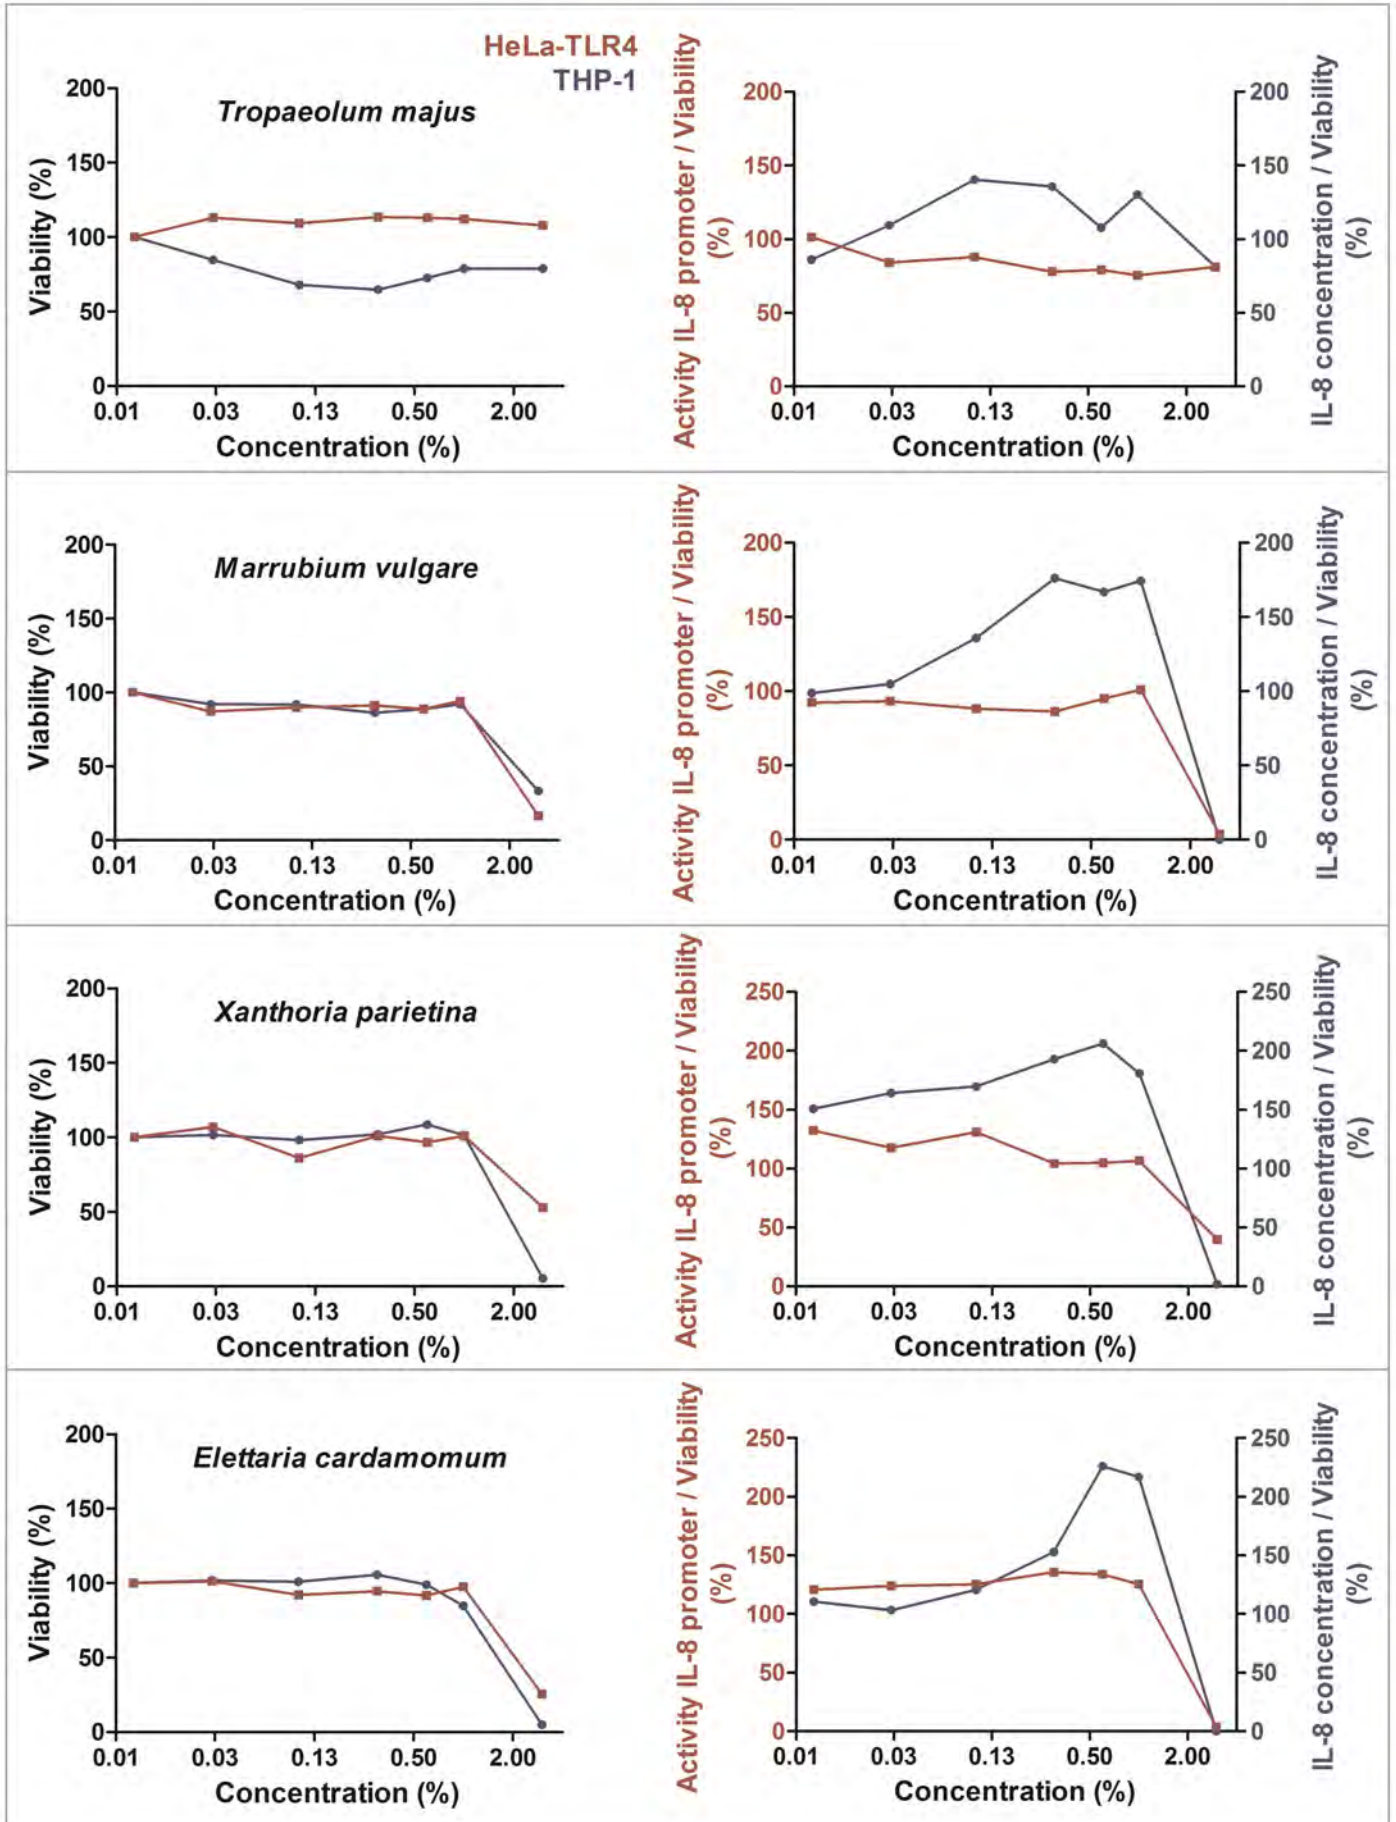 HeLa-TLR4
THP-1
Tropaeolum majus
Viability (%)
200
150
100
50
0
0.01 0.03 0.13 0.50 2.00
Concentration (%)
Activity IL-8 promoter / Viability
(%)
200
150
100
50
0
0.01 0.03 0.13 0.50 2.00
Concentration (%)
200
150
100
50
0
IL-8 concentration / Viability
(%)
Marrubium vulgare
Viability (%)
200
150
100
50
0
0.01 0.03 0.13 0.50 2.00
Concentration (%)
Activity IL-8 promoter / Viability
(%)
200
150
100
50
0
0.01 0.03 0.13 0.50 2.00
Concentration (%)
200
150
100
50
0
IL-8 concentration / Viability
(%)
Xanthoria parietina
Viability (%)
200
150
100
50
0
0.01 0.03 0.13 0.50 2.00
Concentration (%)
Activity IL-8 promoter / Viability
(%)
250
200
150
100
50
0
0.01 0.03 0.13 0.50 2.00
Concentration (%)
250
200
150
100
50
0
IL-8 concentration / Viability
(%)
Elettaria cardamomum
Viability (%)
200
150
100
50
0
0.01 0.03 0.13 0.50 2.00
Concentration (%)
Activity IL-8 promoter / Viability
(%)
250
200
150
100
50
0
0.01 0.03 0.13 0.50 2.00
Concentration (%)
250
200
150
100
50
0
IL-8 concentration / Viability
(%)